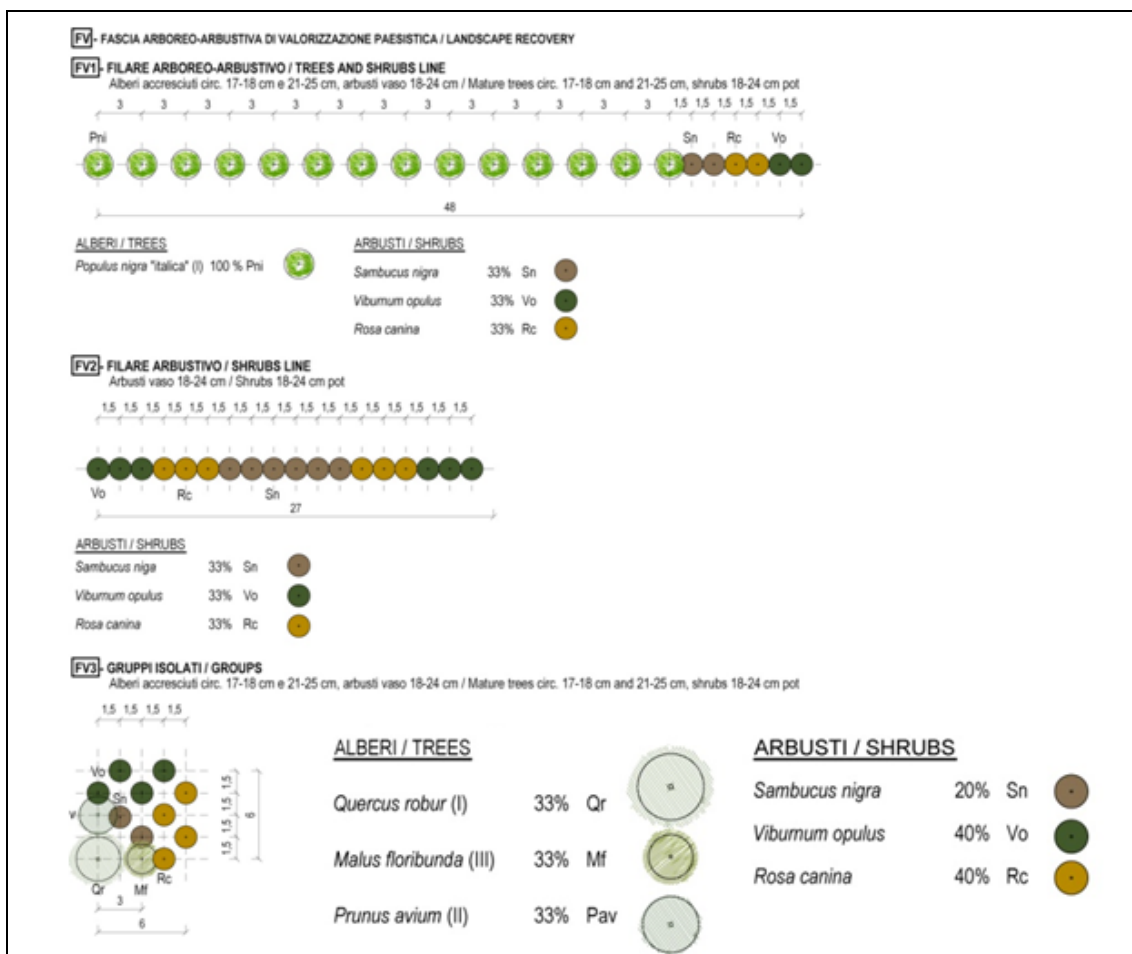 FV - FASCIA ARBOREO-ARBUSTIVA DI VALORIZZAZIONE PAESISTICA / LANDSCAPE RECOVERY
FV1 - FILARE ARBOREO-ARBUSTIVO / TREES AND SHRUBS LINE
Alberi accresciuti circ. 17-18 cm e 21-25 cm, arbusti vaso 18-24 cm / Mature trees circ. 17-18 cm and 21-25 cm, shrubs 18-24 cm pot
3 3 3 3 3 3 3 3 3 3 3 3 3 1,5 1,5 1,5 1,5 1,5 1,5
Pni Sn Rc Vo
48
ALBERI / TREES
Populus nigra "italica" (I) 100 % Pni
ARBUSTI / SHRUBS
Sambucus nigra 33% Sn
Viburnum opulus 33% Vo
Rosa canina 33% Rc
FV2 - FILARE ARBUSTIVO / SHRUBS LINE
Arbusti vaso 18-24 cm / Shrubs 18-24 cm pot
1,5 1,5 1,5 1,5 1,5 1,5 1,5 1,5 1,5 1,5 1,5 1,5 1,5 1,5 1,5 1,5 1,5
Vo Rc Sn
27
ARBUSTI / SHRUBS
Sambucus niga 33% Sn
Viburnum opulus 33% Vo
Rosa canina 33% Rc
FV3 - GRUPPI ISOLATI / GROUPS
Alberi accresciuti circ. 17-18 cm e 21-25 cm, arbusti vaso 18-24 cm / Mature trees circ. 17-18 cm and 21-25 cm, shrubs 18-24 cm pot
1,5 1,5 1,5 1,5
Vo
Sn
1,5 1,5 1,5 1,5
6
Qr Mf Rc
3
6
ALBERI / TREES
Quercus robur (I) 33% Qr
Malus floribunda (III) 33% Mf
Prunus avium (II) 33% Pav
ARBUSTI / SHRUBS
Sambucus nigra 20% Sn
Viburnum opulus 40% Vo
Rosa canina 40% Rc